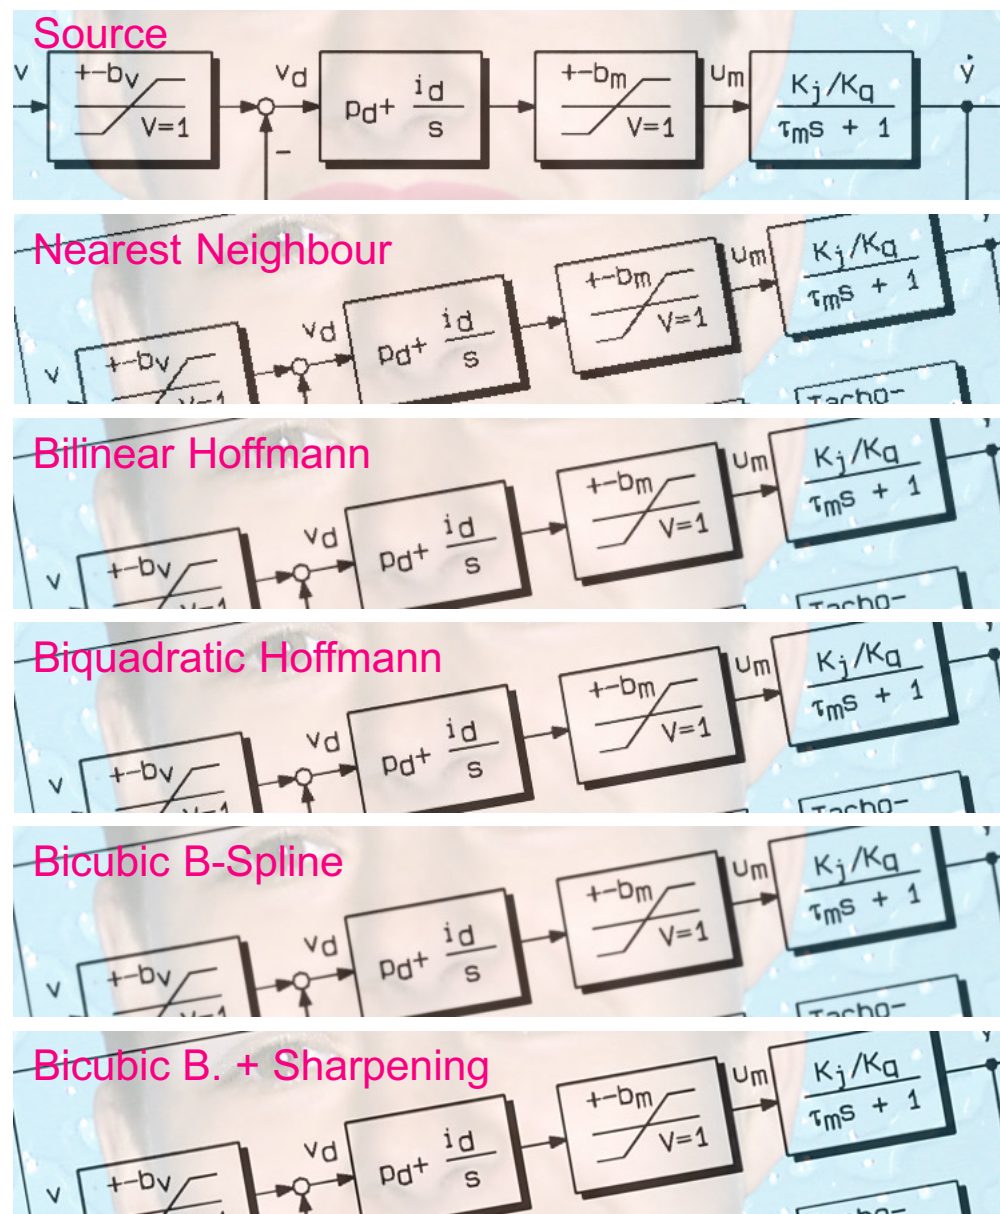 Source
v +-bv V=1 vd pd+ id/s +-bm V=1 um Kj/Kq ẏ
τms + 1
−
Nearest Neighbour
v +-bv vd pd+ id/s +-bm V=1 um Kj/Kq
τms + 1
Tacho-
Bilinear Hoffmann
v +-bv vd pd+ id/s +-bm V=1 um Kj/Kq
τms + 1
Tacho-
Biquadratic Hoffmann
v +-bv vd pd+ id/s +-bm V=1 um Kj/Kq
τms + 1
Tacho-
Bicubic B-Spline
v +-bv vd pd+ id/s +-bm V=1 um Kj/Kq
τms + 1
Tacho-
Bicubic B. + Sharpening
v +-bv vd pd+ id/s +-bm V=1 um Kj/Kq
τms + 1